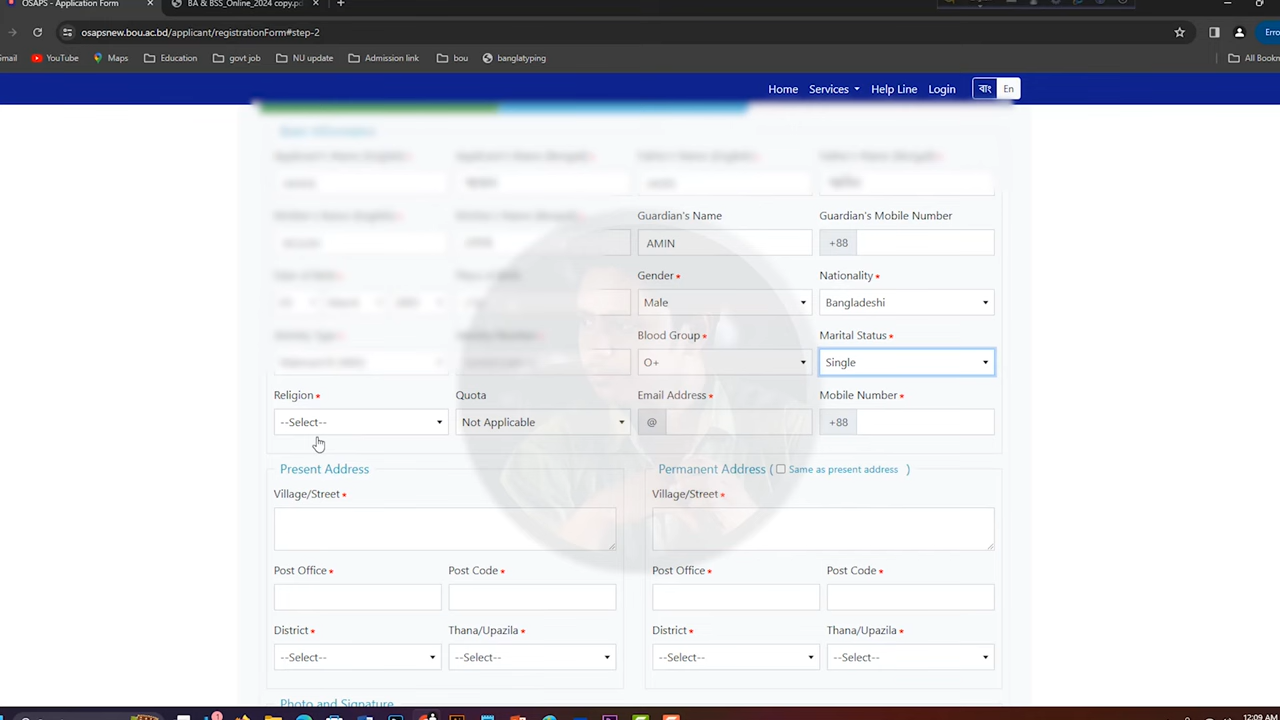 OSAPS - Application Form
BA & BSS_Online_2024 copy.pd
osapsnew.bou.ac.bd/applicant/registrationForm#step-2
Gmail YouTube Maps Education govt job NU update Admission link bou banglatyping All Bookm
Home Services Help Line Login বাং En
Guardian's Name Guardian's Mobile Number
AMIN +88
Gender * Nationality *
Male Bangladeshi
Blood Group * Marital Status *
O+ Single
Religion * Quota Email Address * Mobile Number *
--Select-- Not Applicable @ +88
Present Address Permanent Address ( Same as present address )
Village/Street * Village/Street *
Post Office * Post Code * Post Office * Post Code *
District * Thana/Upazila * District * Thana/Upazila *
--Select-- --Select-- --Select-- --Select--
Photo and Signature
12:09 AM